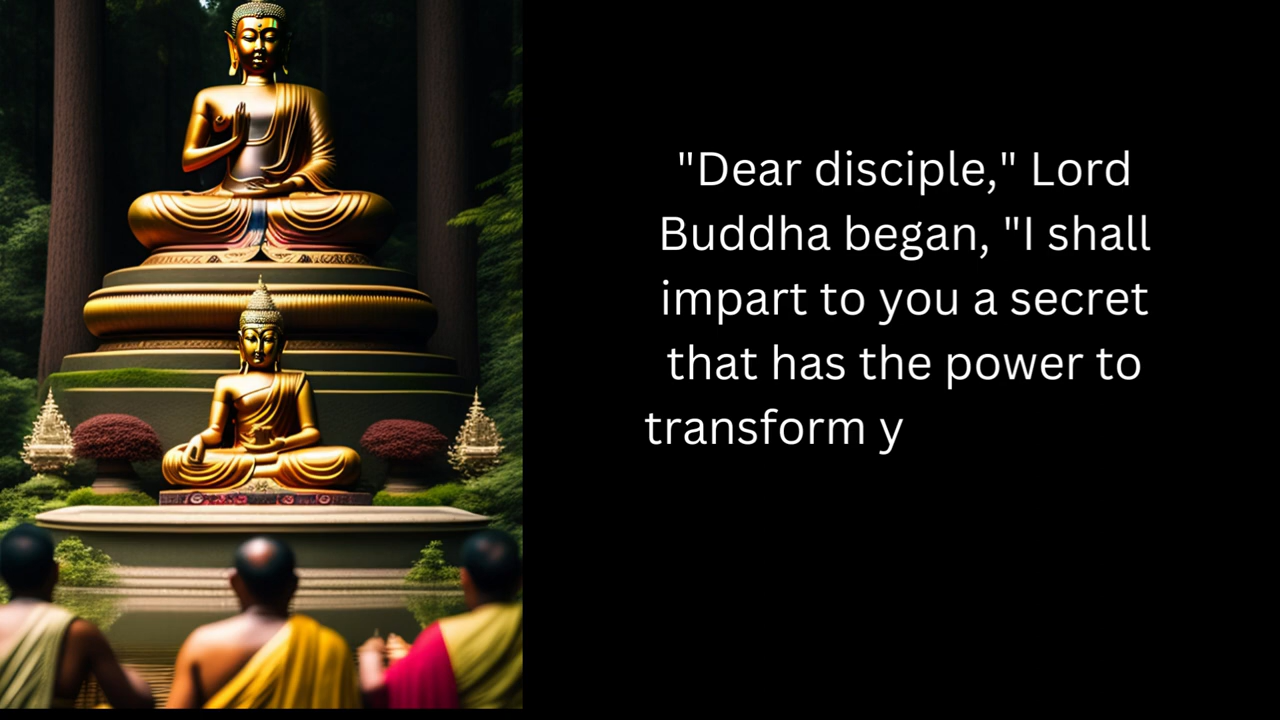 "Dear disciple," Lord
Buddha began, "I shall
impart to you a secret
that has the power to
transform y